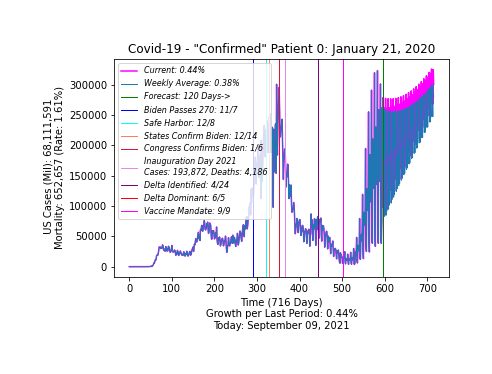 Covid-19 - "Confirmed" Patient 0: January 21, 2020
US Cases (Mil): 68,111,591
Mortality: 652,657 (Rate: 1.61%)
300000
250000
200000
150000
100000
50000
0
Current: 0.44%
Weekly Average: 0.38%
Forecast: 120 Days->
Biden Passes 270: 11/7
Safe Harbor: 12/8
States Confirm Biden: 12/14
Congress Confirms Biden: 1/6
Inauguration Day 2021
Cases: 193,872, Deaths: 4,186
Delta Identified: 4/24
Delta Dominant: 6/5
Vaccine Mandate: 9/9
0 100 200 300 400 500 600 700
Time (716 Days)
Growth per Last Period: 0.44%
Today: September 09, 2021